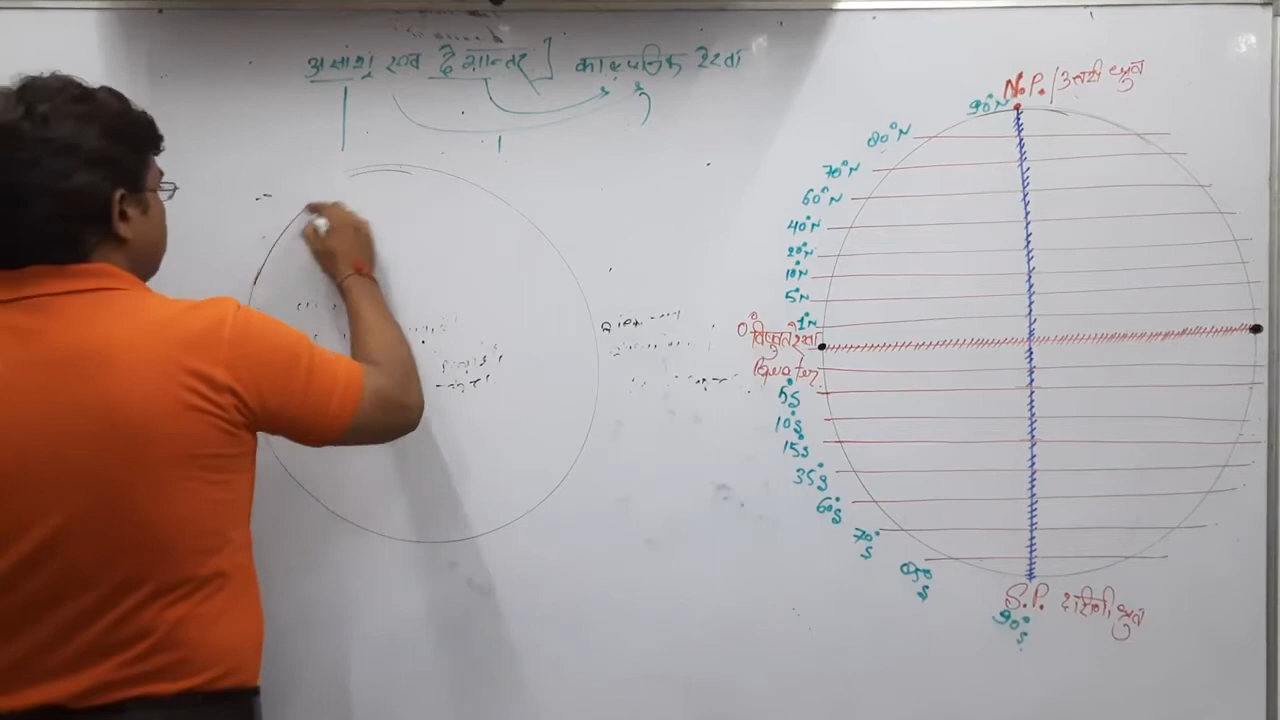 अक्षांश एवं देशान्तर] काल्पनिक रेखा
N.P./उत्तरी ध्रुव
90°N
80°N
70°N
60°N
40°N
20°N
10°N
5°N
1°N
0° विषुवत रेखा
Equator
5°S
10°S
15°S
35°S
60°S
70°S
S.P. दक्षिणी ध्रुव
90°S